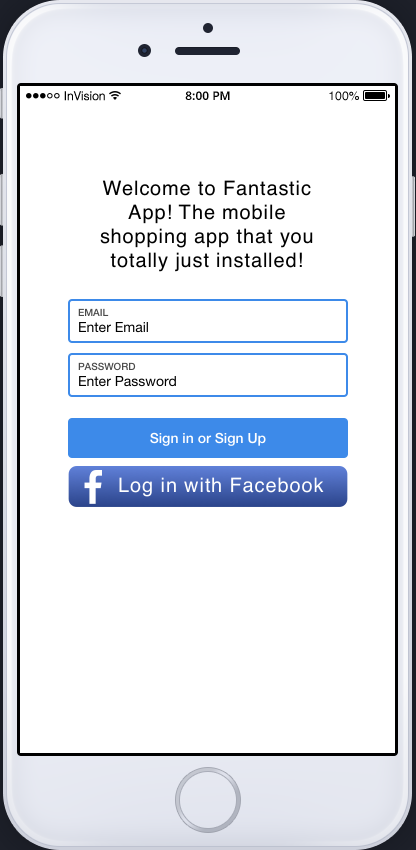 InVision 8:00 PM 100%
Welcome to Fantastic
App! The mobile
shopping app that you
totally just installed!
EMAIL
Enter Email
PASSWORD
Enter Password
Sign in or Sign Up
f Log in with Facebook